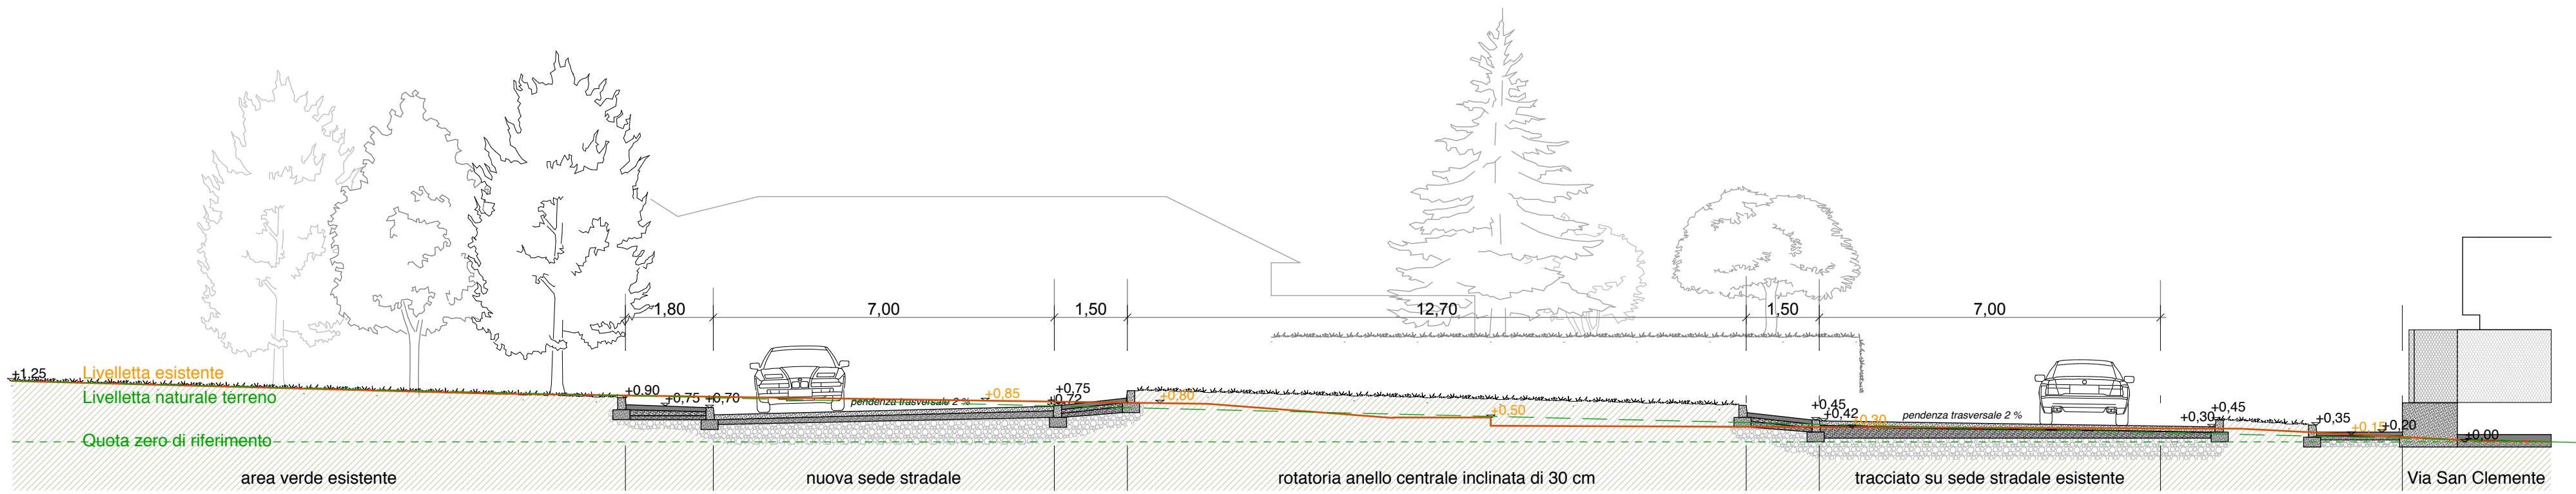 1,80
7,00
1,50
12,70
1,50
7,00
+1,25
Livelletta esistente
Livelletta naturale terreno
Quota zero di riferimento
+0,90
+0,75
+0,70
pendenza trasversale 2 %
+0,85
+0,75
+0,72
+0,80
+0,50
+0,45
+0,42
+0,30
pendenza trasversale 2 %
+0,30
+0,45
+0,35
+0,15
+0,20
+0,00
area verde esistente
nuova sede stradale
rotatoria anello centrale inclinata di 30 cm
tracciato su sede stradale esistente
Via San Clemente